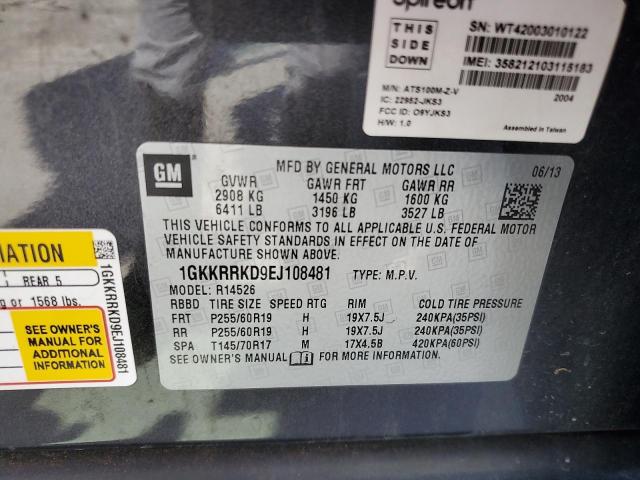 Spireon
THIS
SIDE
DOWN
SN: WT42003010122
IMEI: 358212103115183
M/N: ATS100M-Z-V
IC: 22952-JKS3
FCC ID: O9YJKS3
H/W: 1.0
2004
Assembled in Taiwan
GM
MFD BY GENERAL MOTORS LLC
06/13
GVWR GAWR FRT GAWR RR
2908 KG 1450 KG 1600 KG
6411 LB 3196 LB 3527 LB
THIS VEHICLE CONFORMS TO ALL APPLICABLE U.S. FEDERAL MOTOR
VEHICLE SAFETY STANDARDS IN EFFECT ON THE DATE OF
MANUFACTURE SHOWN ABOVE.
1GKKRRKD9EJ108481 TYPE: M.P.V.
MODEL: R14526
RBBD TIRE SIZE SPEED RTG RIM COLD TIRE PRESSURE
FRT P255/60R19 H 19X7.5J 240KPA(35PSI)
RR P255/60R19 H 19X7.5J 240KPA(35PSI)
SPA T145/70R17 M 17X4.5B 420KPA(60PSI)
SEE OWNER'S MANUAL FOR MORE INFORMATION.
REAR 5
or 1568 lbs.
SEE OWNER'S
MANUAL FOR
ADDITIONAL
INFORMATION
1GKKRRKD9EJ108481